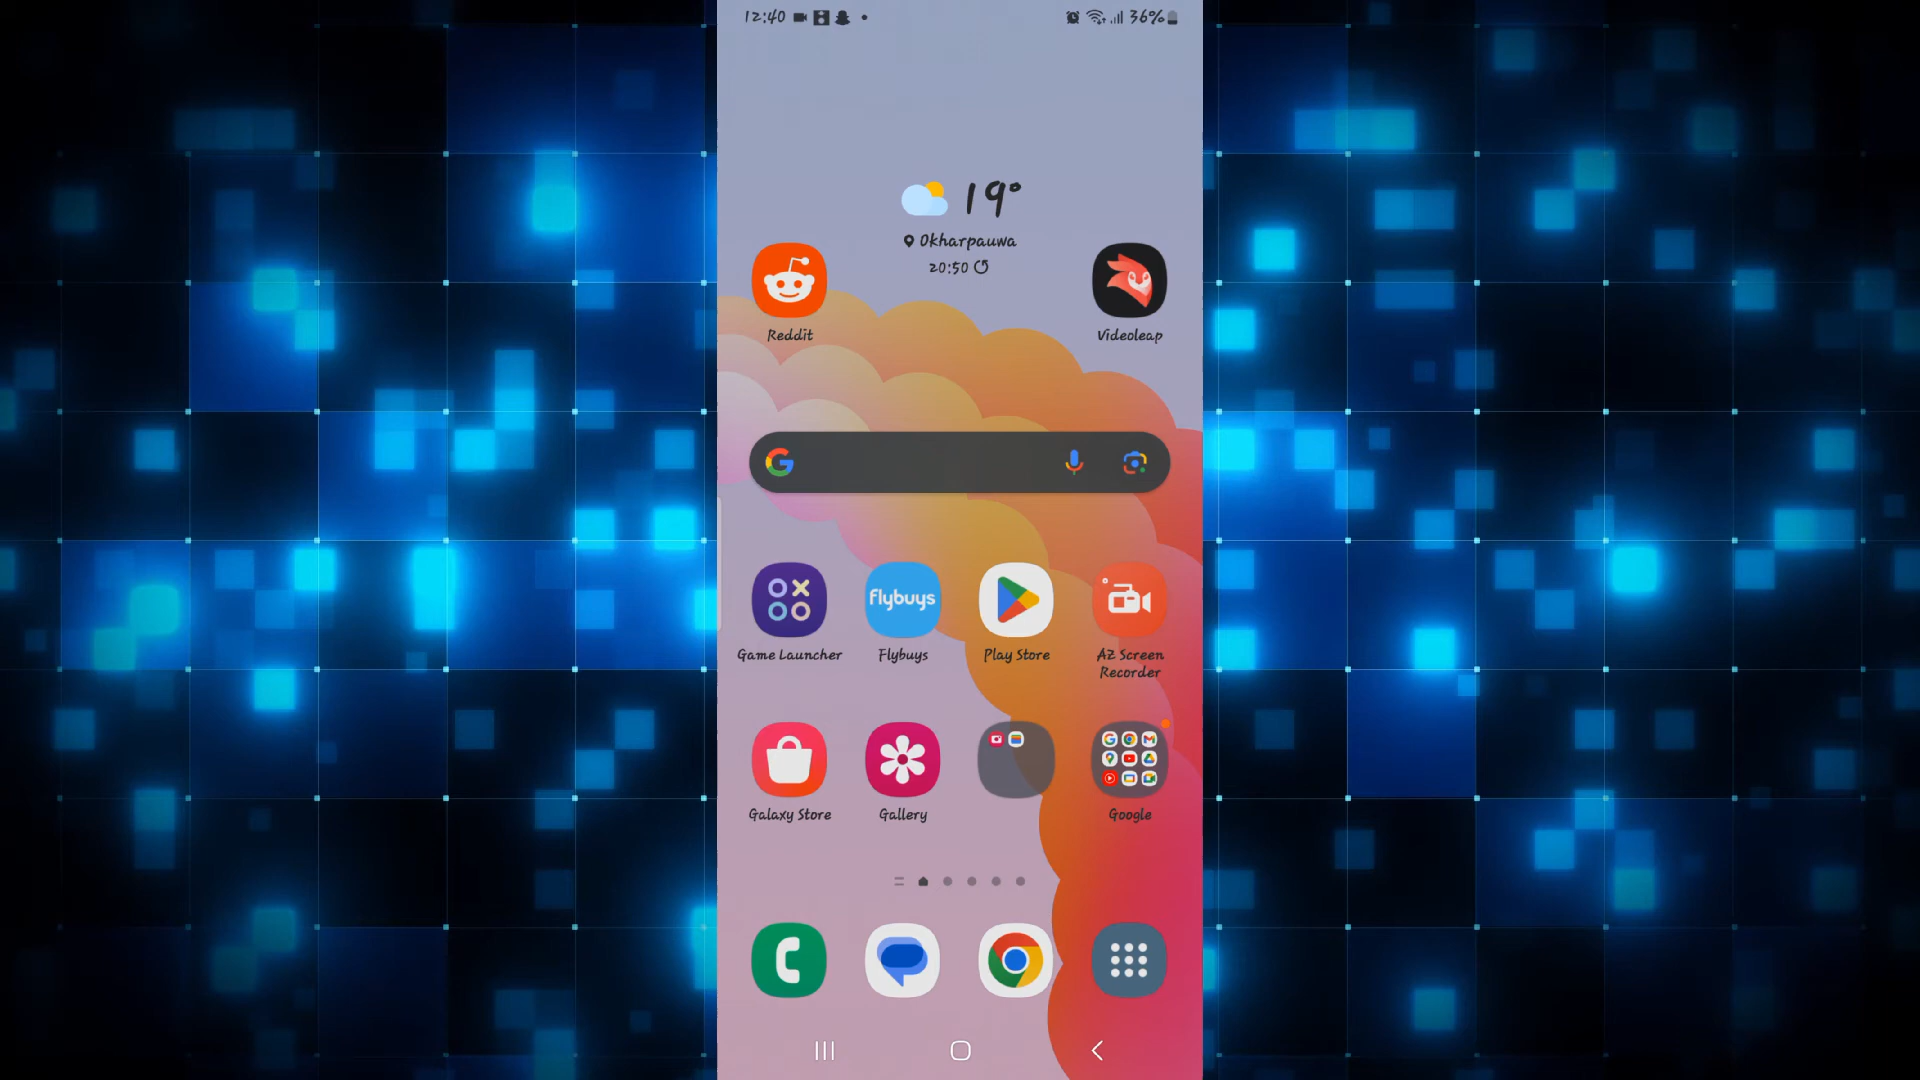 12:40
36%
19°
Okharpauwa
20:50
Reddit
Videoleap
flybuys
Game Launcher
Flybuys
Play Store
AZ Screen
Recorder
Galaxy Store
Gallery
Google